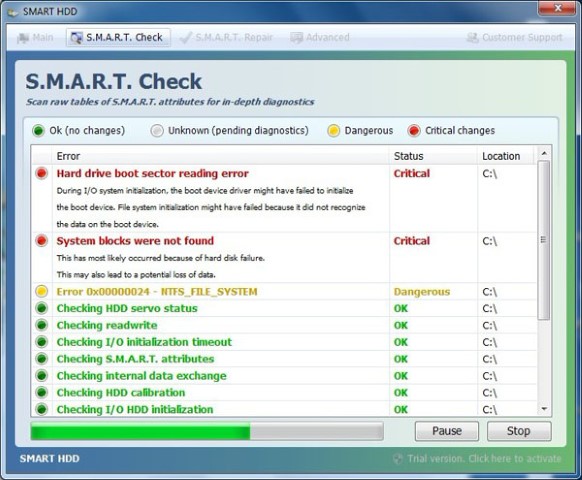 SMART HDD
Main S.M.A.R.T. Check S.M.A.R.T. Repair Advanced Customer Support
S.M.A.R.T. Check
Scan raw tables of S.M.A.R.T. attributes for in-depth diagnostics
Ok (no changes) Unknown (pending diagnostics) Dangerous Critical changes
Error Status Location
Hard drive boot sector reading error Critical C:\
During I/O system initialization, the boot device driver might have failed to initialize
the boot device. File system initialization might have failed because it did not recognize
the data on the boot device.
System blocks were not found Critical C:\
This has most likely occurred because of hard disk failure.
This may also lead to a potential loss of data.
Error 0x00000024 - NTFS_FILE_SYSTEM Dangerous C:\
Checking HDD servo status OK C:\
Checking readwrite OK C:\
Checking I/O initialization timeout OK C:\
Checking S.M.A.R.T. attributes OK C:\
Checking internal data exchange OK C:\
Checking HDD calibration OK C:\
Checking I/O HDD initialization OK C:\
Pause Stop
SMART HDD Trial version. Click here to activate